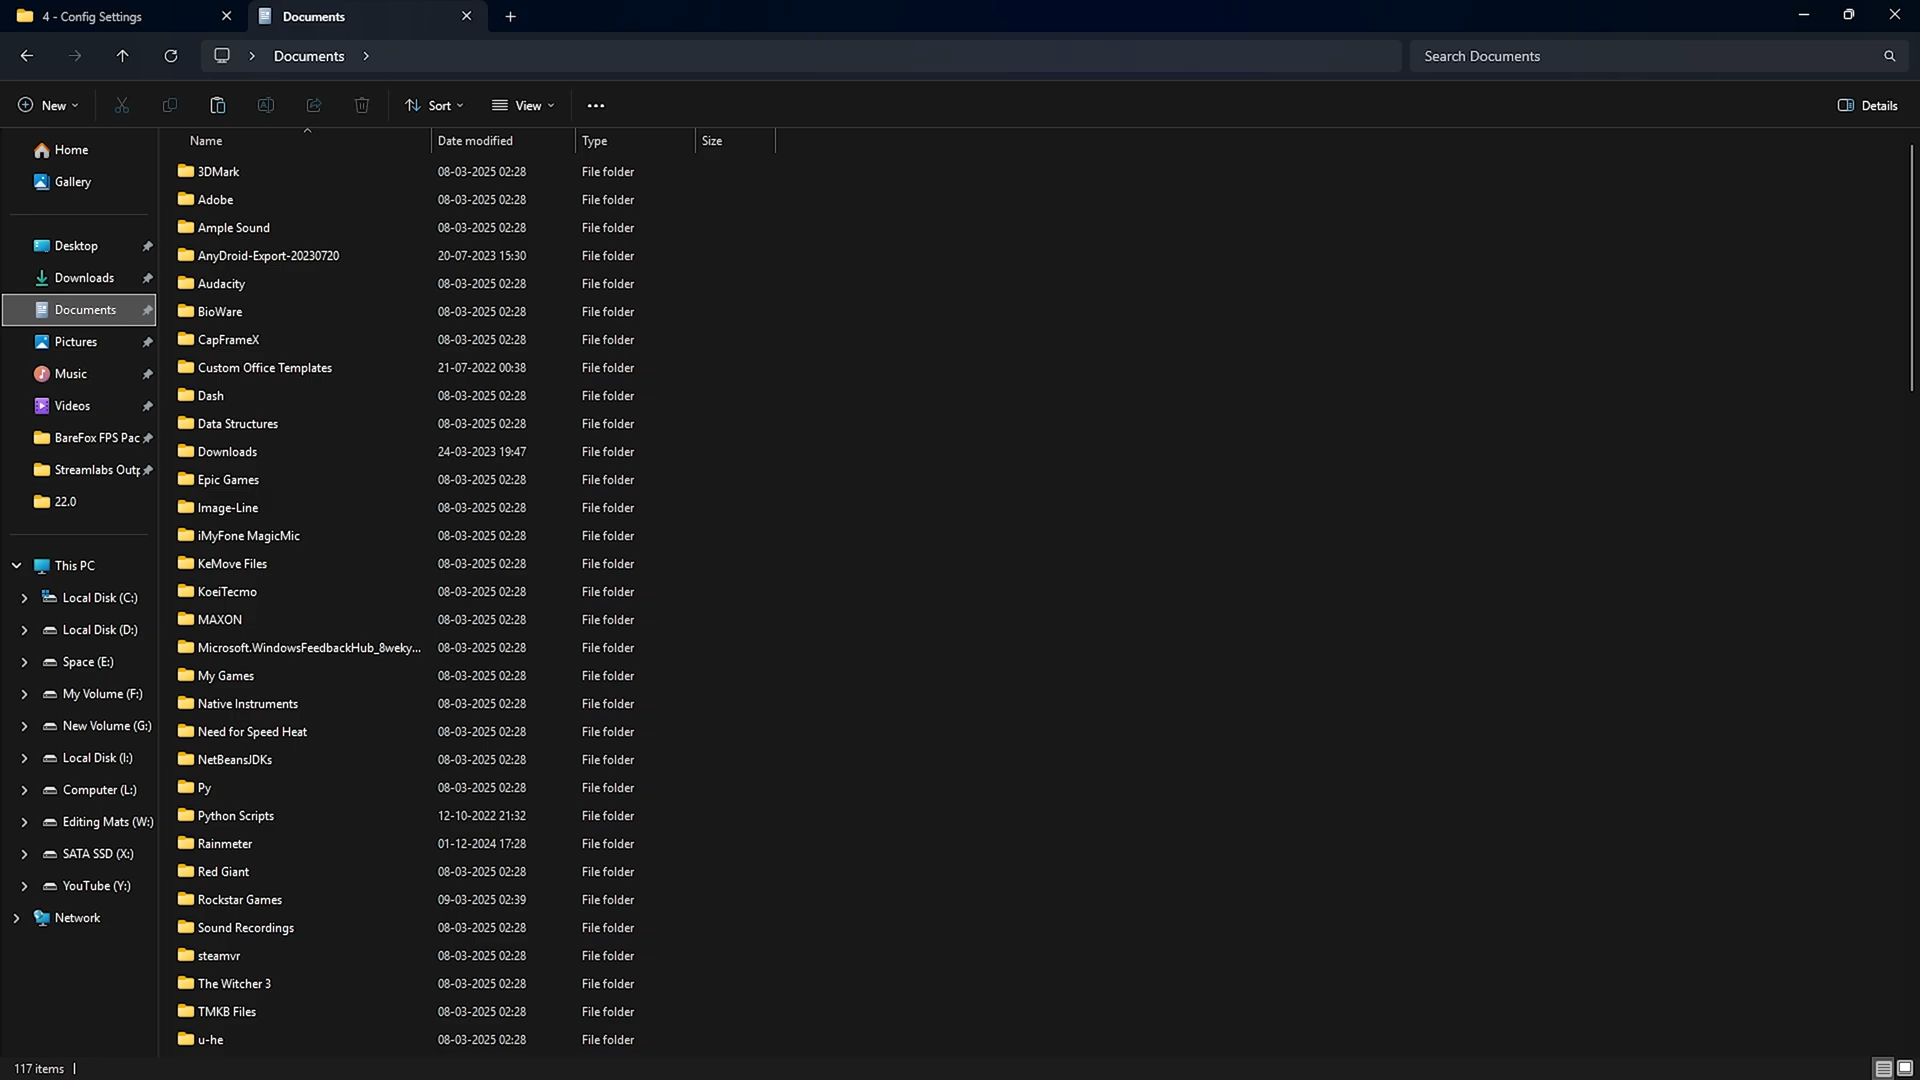 4 - Config Settings
Documents
Documents
Search Documents
New
Sort
View
Details
Name Date modified Type Size
Home
Gallery
Desktop
Downloads
Documents
Pictures
Music
Videos
BareFox FPS Pac
Streamlabs Outp
22.0
This PC
Local Disk (C:)
Local Disk (D:)
Space (E:)
My Volume (F:)
New Volume (G:)
Local Disk (I:)
Computer (L:)
Editing Mats (W:)
SATA SSD (X:)
YouTube (Y:)
Network
3DMark 08-03-2025 02:28 File folder
Adobe 08-03-2025 02:28 File folder
Ample Sound 08-03-2025 02:28 File folder
AnyDroid-Export-20230720 20-07-2023 15:30 File folder
Audacity 08-03-2025 02:28 File folder
BioWare 08-03-2025 02:28 File folder
CapFrameX 08-03-2025 02:28 File folder
Custom Office Templates 21-07-2022 00:38 File folder
Dash 08-03-2025 02:28 File folder
Data Structures 08-03-2025 02:28 File folder
Downloads 24-03-2023 19:47 File folder
Epic Games 08-03-2025 02:28 File folder
Image-Line 08-03-2025 02:28 File folder
iMyFone MagicMic 08-03-2025 02:28 File folder
KeMove Files 08-03-2025 02:28 File folder
KoeiTecmo 08-03-2025 02:28 File folder
MAXON 08-03-2025 02:28 File folder
Microsoft.WindowsFeedbackHub_8weky... 08-03-2025 02:28 File folder
My Games 08-03-2025 02:28 File folder
Native Instruments 08-03-2025 02:28 File folder
Need for Speed Heat 08-03-2025 02:28 File folder
NetBeansJDKs 08-03-2025 02:28 File folder
Py 08-03-2025 02:28 File folder
Python Scripts 12-10-2022 21:32 File folder
Rainmeter 01-12-2024 17:28 File folder
Red Giant 08-03-2025 02:28 File folder
Rockstar Games 09-03-2025 02:39 File folder
Sound Recordings 08-03-2025 02:28 File folder
steamvr 08-03-2025 02:28 File folder
The Witcher 3 08-03-2025 02:28 File folder
TMKB Files 08-03-2025 02:28 File folder
u-he 08-03-2025 02:28 File folder
117 items